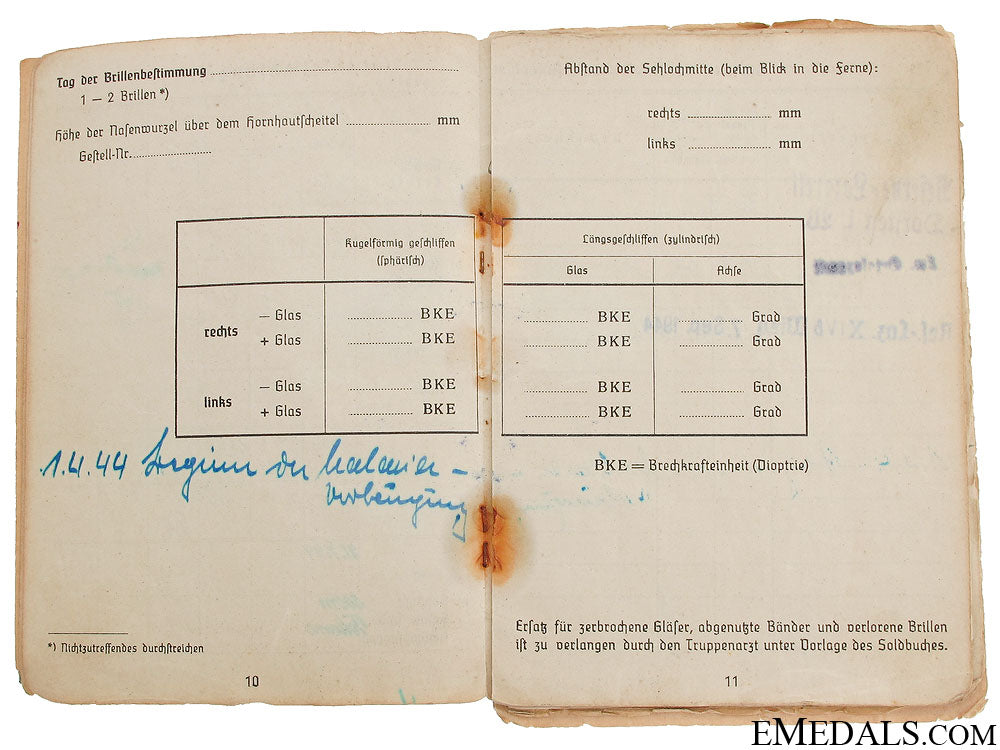 Tag der Brillenbestimmung
1 — 2 Brillen *)
Höhe der Nasenwurzel über dem Hornhautscheitel mm
Gestell-Nr.
Kugelförmig geschliffen
(sphärisch)
rechts
— Glas BKE
+ Glas BKE
links
— Glas BKE
+ Glas BKE
1.4.44 Beginn der Malaria-
vorbeugung
*) Nichtzutreffendes durchstreichen
10
Abstand der Sehlochmitte (beim Blick in die Ferne):
rechts mm
links mm
Längsgeschliffen (zylindrisch)
Glas Achse
BKE Grad
BKE Grad
BKE Grad
BKE Grad
BKE = Brechkrafteinheit (Dioptrie)
Ersatz für zerbrochene Gläser, abgenutzte Bänder und verlorene Brillen
ist zu verlangen durch den Truppenarzt unter Vorlage des Soldbuches.
11
EMEDALS.COM